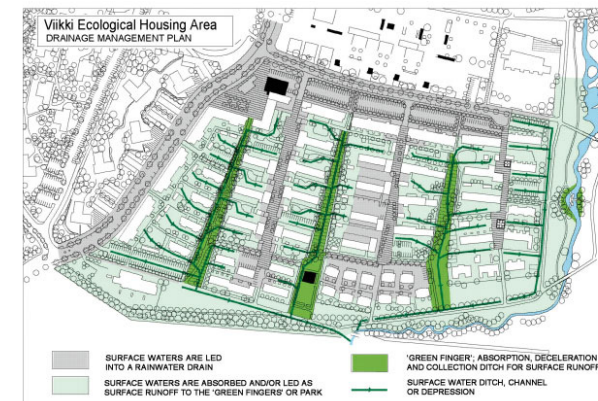 Viikki Ecological Housing Area
DRAINAGE MANAGEMENT PLAN
SURFACE WATERS ARE LED
INTO A RAINWATER DRAIN
SURFACE WATERS ARE ABSORBED AND/OR LED AS
SURFACE RUNOFF TO THE 'GREEN FINGERS' OR PARK
'GREEN FINGER'; ABSORPTION, DECELERATION
AND COLLECTION DITCH FOR SURFACE RUNOFF
SURFACE WATER DITCH, CHANNEL
OR DEPRESSION